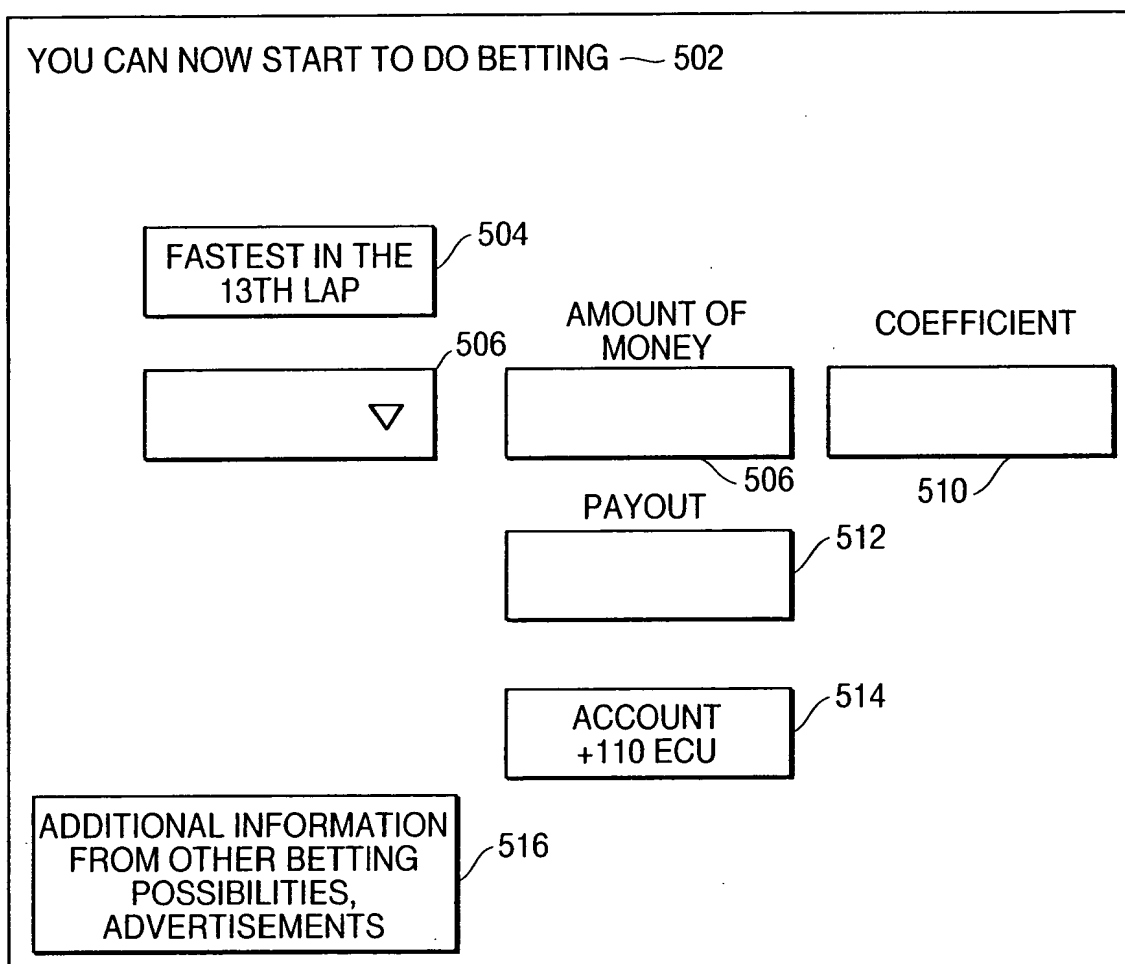 YOU CAN NOW START TO DO BETTING 502
504
FASTEST IN THE
13TH LAP
506
AMOUNT OF
MONEY
COEFFICIENT
506
510
PAYOUT
512
514
ACCOUNT
+110 ECU
ADDITIONAL INFORMATION
FROM OTHER BETTING
POSSIBILITIES,
ADVERTISEMENTS
516